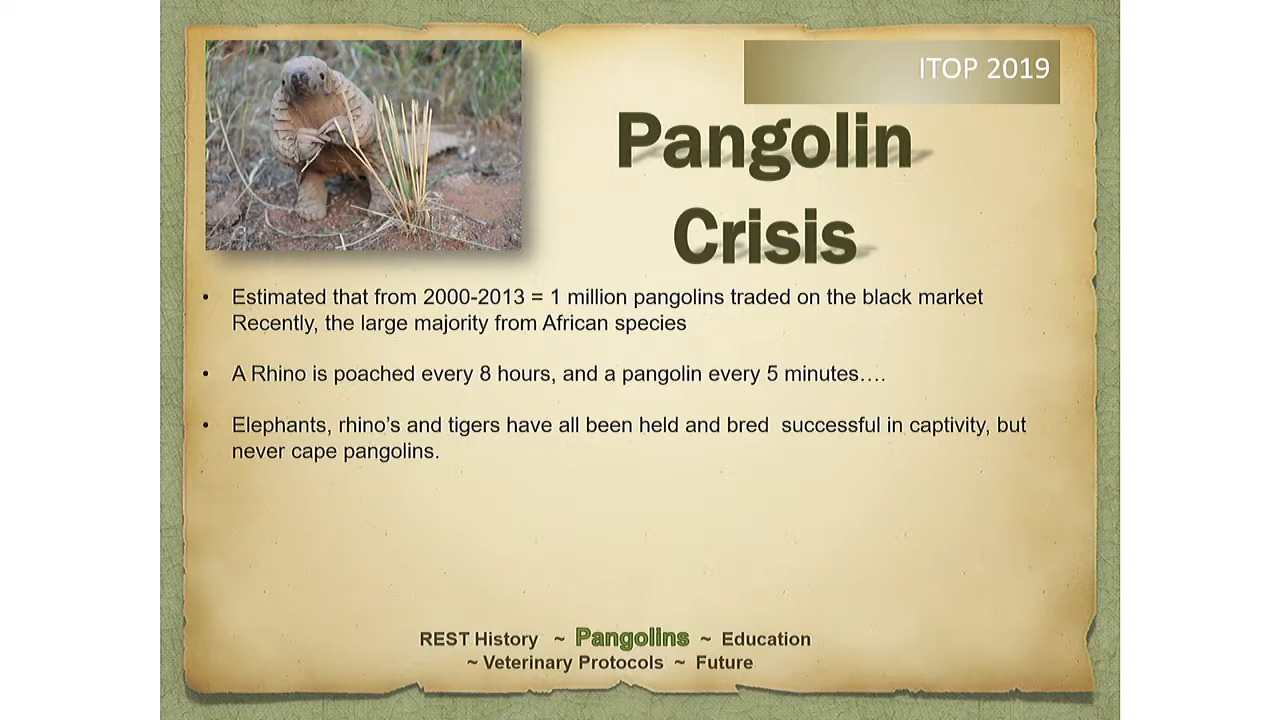 ITOP 2019
Pangolin
Crisis
• Estimated that from 2000-2013 = 1 million pangolins traded on the black market
Recently, the large majority from African species
• A Rhino is poached every 8 hours, and a pangolin every 5 minutes….
• Elephants, rhino’s and tigers have all been held and bred  successful in captivity, but
never cape pangolins.
REST History ~ Pangolins ~ Education
~ Veterinary Protocols ~ Future